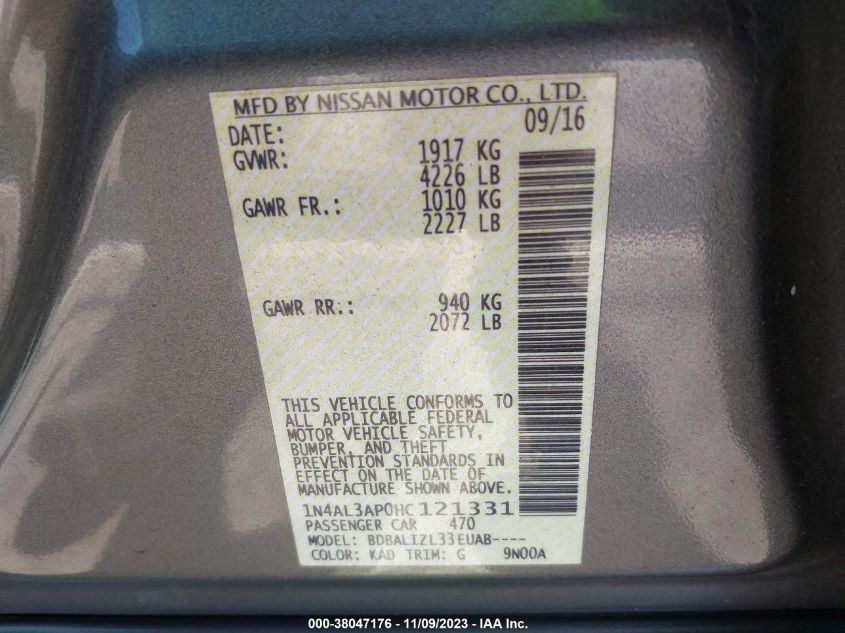 MFD BY NISSAN MOTOR CO., LTD.
DATE: 09/16
GVWR: 1917 KG
4226 LB
GAWR FR.: 1010 KG
2227 LB
GAWR RR.: 940 KG
2072 LB
THIS VEHICLE CONFORMS TO
ALL APPLICABLE FEDERAL
MOTOR VEHICLE SAFETY,
BUMPER, AND THEFT
PREVENTION STANDARDS IN
EFFECT ON THE DATE OF
MANUFACTURE SHOWN ABOVE.
1N4AL3AP0HC121331
PASSENGER CAR 470
MODEL: BDBALIZL33EUAB----
COLOR: KAD TRIM: G 9N00A
000-38047176 - 11/09/2023 - IAA Inc.